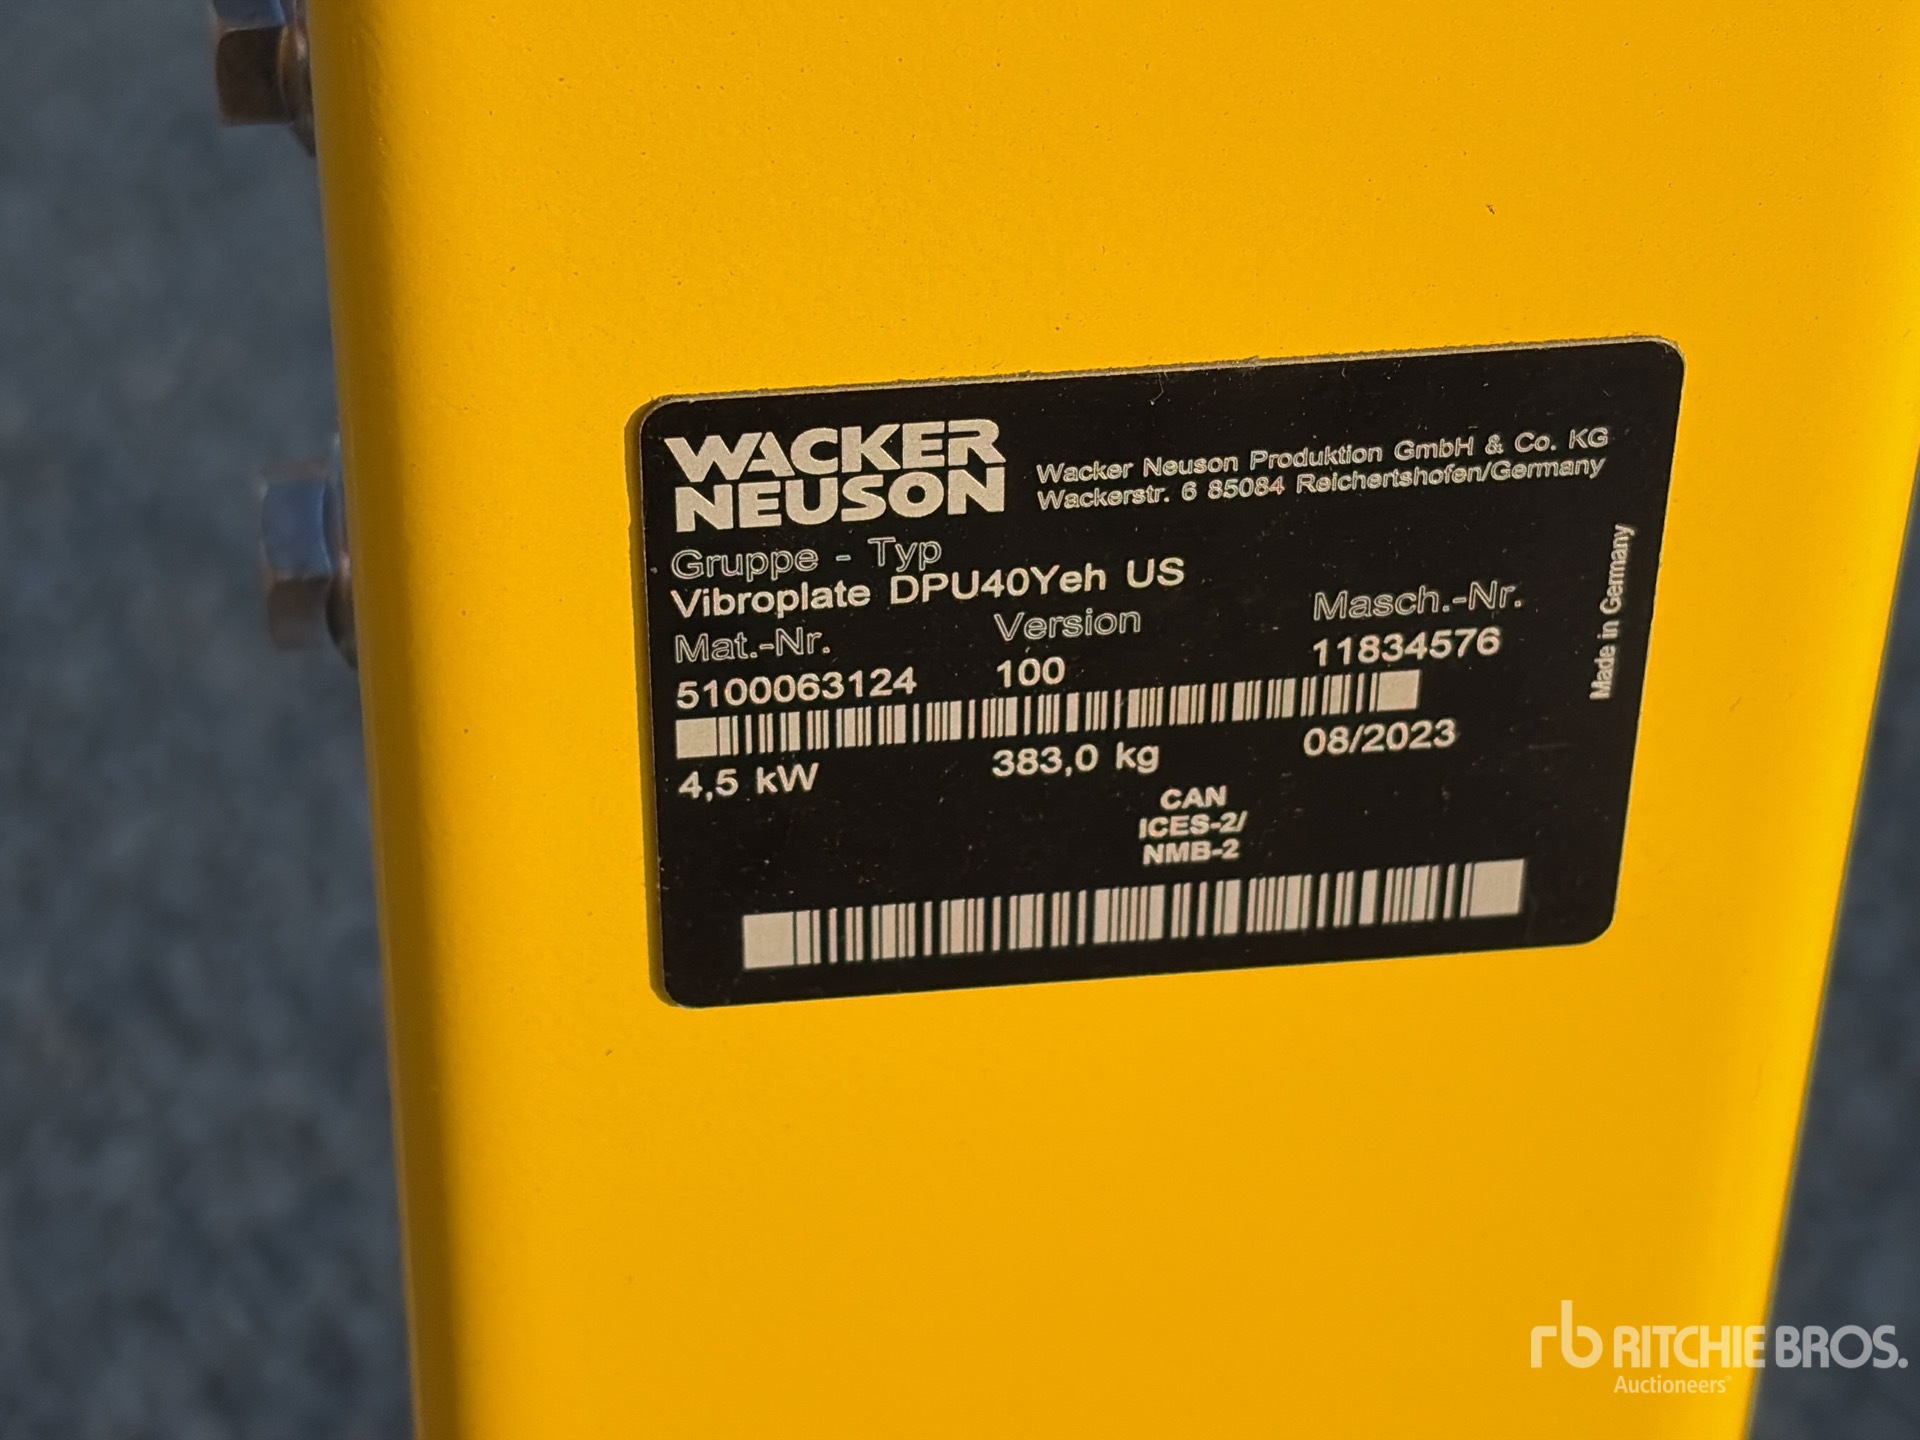 WACKER
NEUSON
Wacker Neuson Produktion GmbH & Co. KG
Wackerstr. 6 85084 Reichertshofen/Germany
Gruppe - Typ
Vibroplate DPU40Yeh US
Mat.-Nr. Version Masch.-Nr.
5100063124 100 11834576
4,5 kW 383,0 kg 08/2023
CAN
ICES-2/
NMB-2
Made in Germany
rb RITCHIE BROS.
Auctioneers